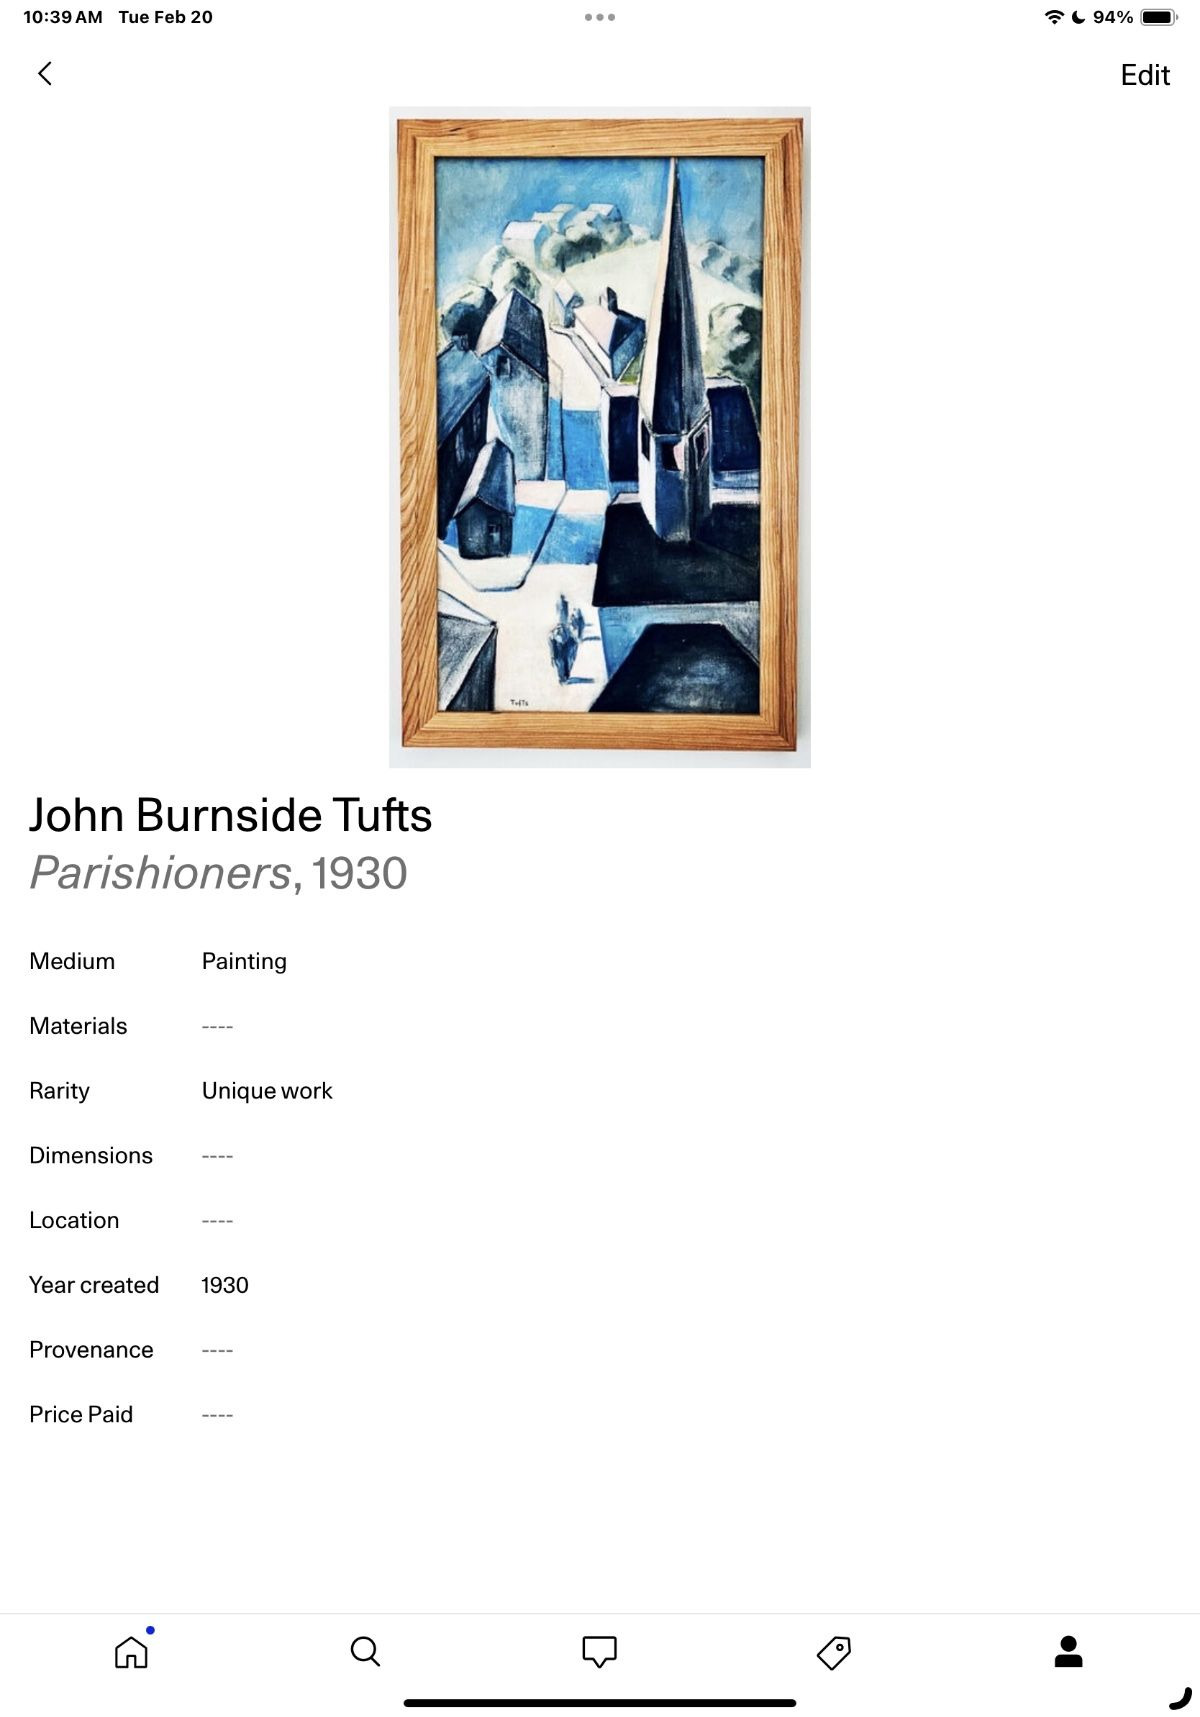 10:39 AM Tue Feb 20
94%
Edit
Tufts
John Burnside Tufts
Parishioners, 1930
Medium Painting
Materials ----
Rarity Unique work
Dimensions ----
Location ----
Year created 1930
Provenance ----
Price Paid ----